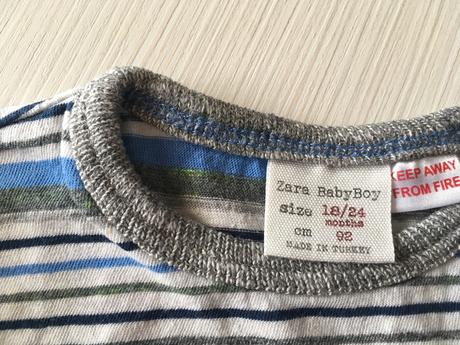 Zara BabyBoy
size 18/24
months
cm 92
MADE IN TURKEY
KEEP AWAY
FROM FIRE